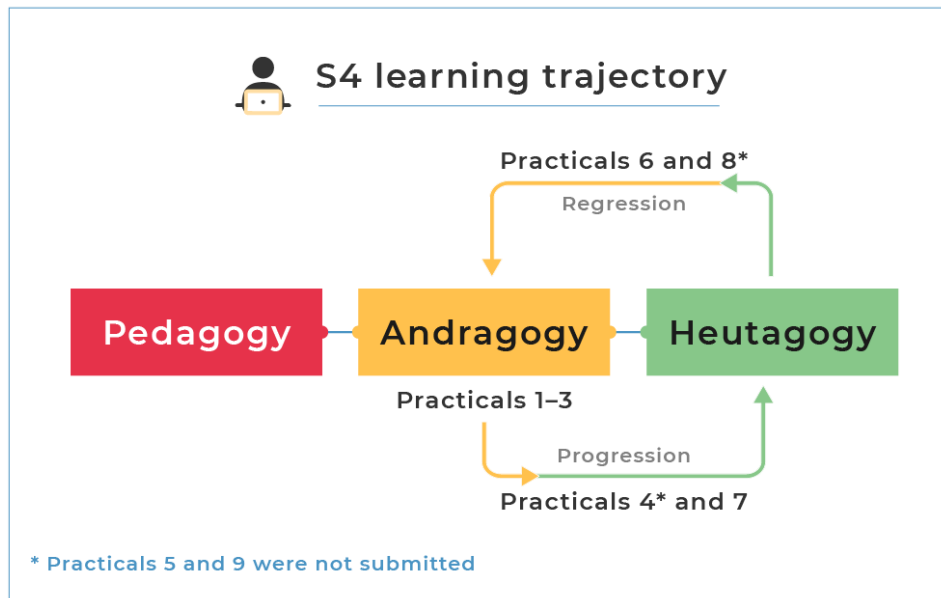 S4 learning trajectory
Practicals 6 and 8*
Regression
Pedagogy
Andragogy
Heutagogy
Practicals 1–3
Progression
Practicals 4* and 7
* Practicals 5 and 9 were not submitted